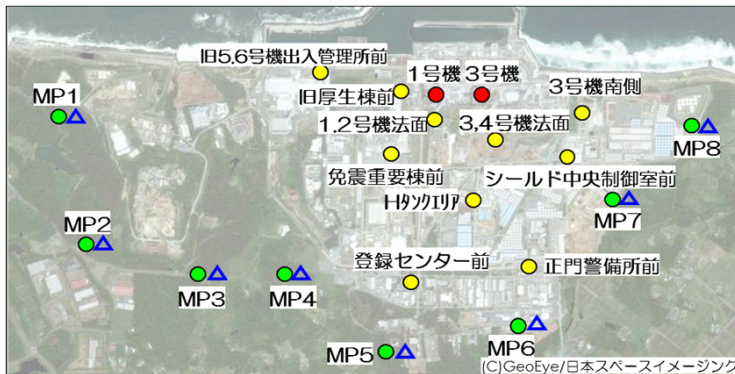 旧5.6号機出入管理所前
1号機
3号機
3号機南側
MP1
旧厚生棟前
1.2号機法面
3,4号機法面
MP8
免震重要棟前
シールド中央制御室前
Hタンクエリア
MP7
MP2
登録センター前
正門警備所前
MP3
MP4
MP5
MP6
(C)GeoEye/日本スペースイメージング